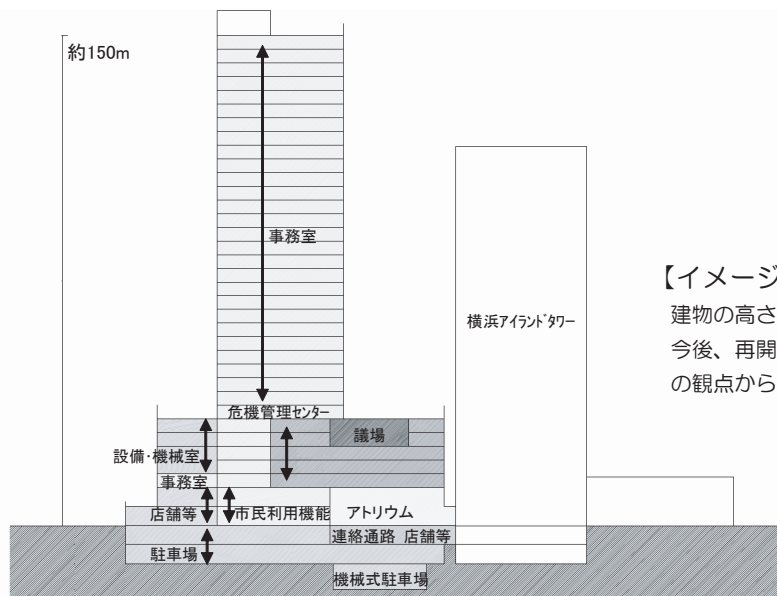 約150m
事務室
横浜アイランドタワー
【イメージ
建物の高さ
今後、再開
の観点から
危機管理センター
議場
設備・機械室
事務室
店舗等
市民利用機能
アトリウム
連絡通路 店舗等
駐車場
機械式駐車場